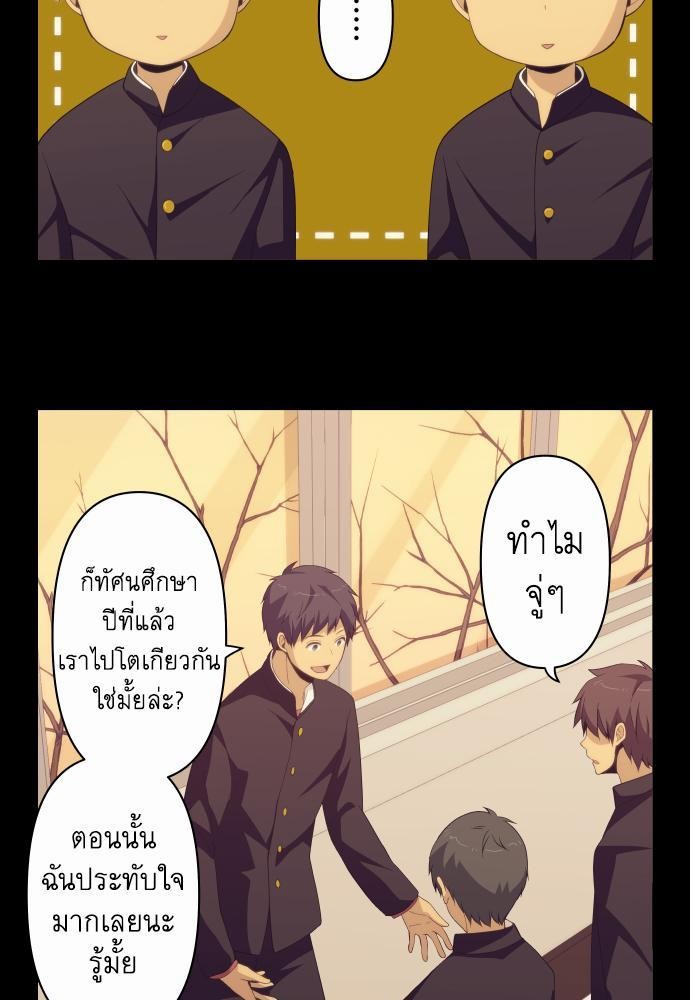 ......
ทำไม
จู่ๆ
ก็ทัศนศึกษา
ปีที่แล้ว
เราไปโตเกียวกัน
ใช่มั้ยล่ะ?
ตอนนั้น
ฉันประทับใจ
มากเลยนะ
รู้มั้ย